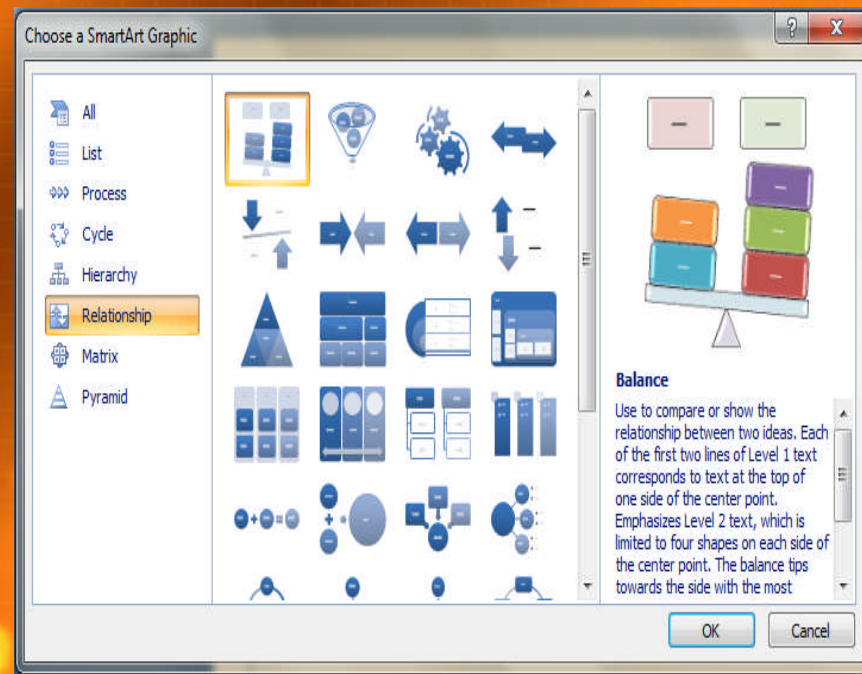 Choose a SmartArt Graphic
?
X
All
List
Process
Cycle
Hierarchy
Relationship
Matrix
Pyramid
Balance
Use to compare or show the
relationship between two ideas. Each
of the first two lines of Level 1 text
corresponds to text at the top of
one side of the center point.
Emphasizes Level 2 text, which is
limited to four shapes on each side of
the center point. The balance tips
towards the side with the most
OK
Cancel